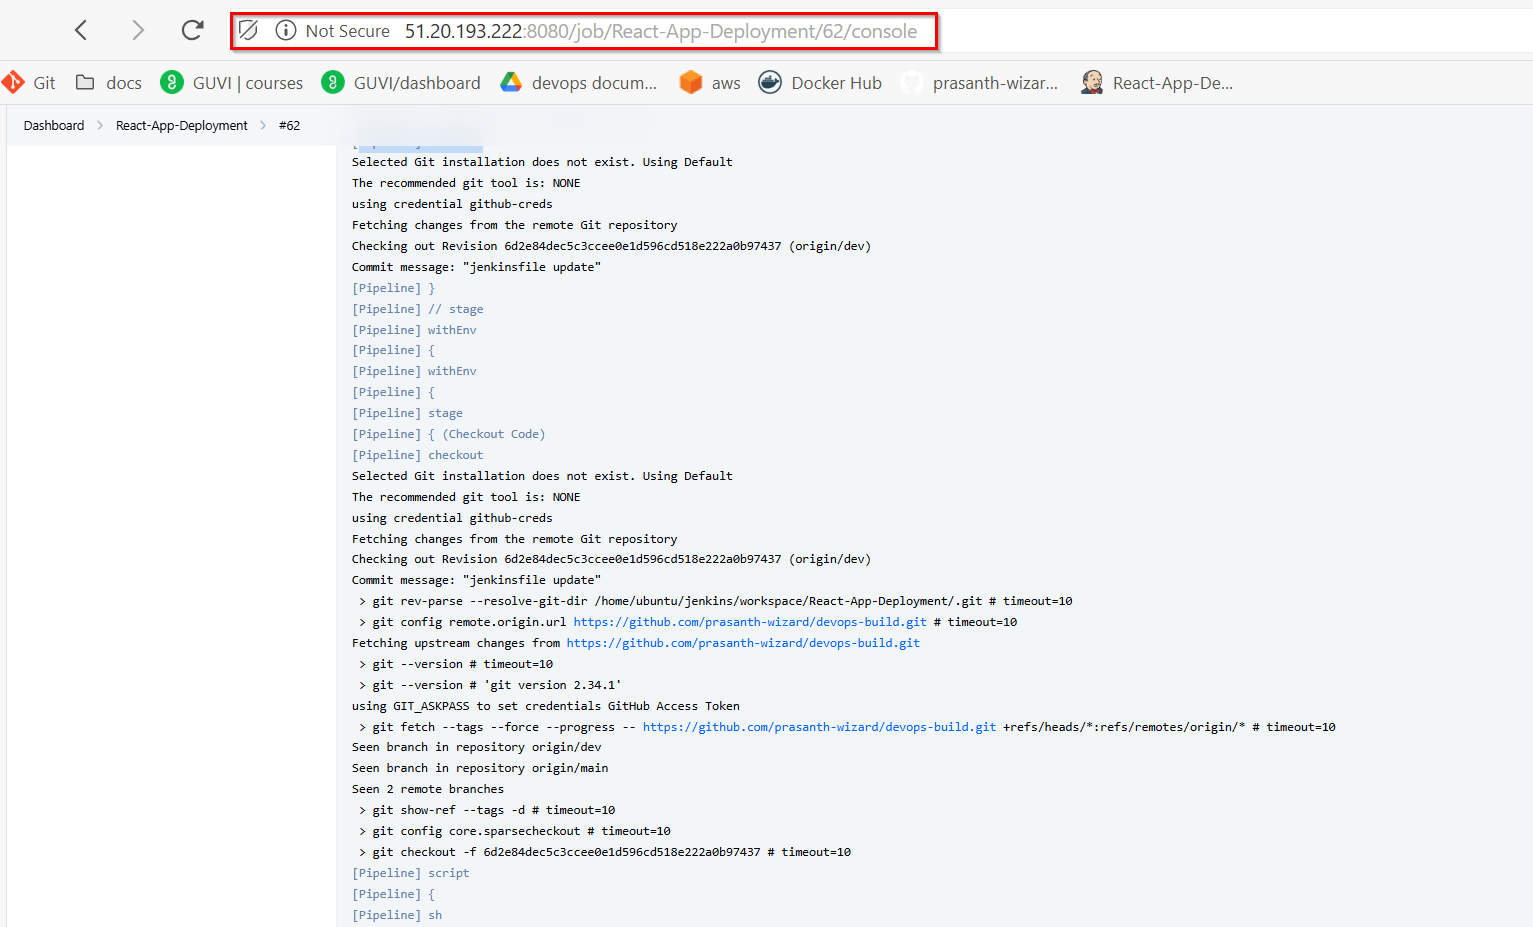 Not Secure 51.20.193.222:8080/job/React-App-Deployment/62/console
Git docs GUVI | courses GUVI/dashboard devops docum... aws Docker Hub prasanth-wizar... React-App-De...
Dashboard > React-App-Deployment > #62
Selected Git installation does not exist. Using Default
The recommended git tool is: NONE
using credential github-creds
Fetching changes from the remote Git repository
Checking out Revision 6d2e84dec5c3ccee0e1d596cd518e222a0b97437 (origin/dev)
Commit message: "jenkinsfile update"
[Pipeline] }
[Pipeline] // stage
[Pipeline] withEnv
[Pipeline] {
[Pipeline] withEnv
[Pipeline] {
[Pipeline] stage
[Pipeline] { (Checkout Code)
[Pipeline] checkout
Selected Git installation does not exist. Using Default
The recommended git tool is: NONE
using credential github-creds
Fetching changes from the remote Git repository
Checking out Revision 6d2e84dec5c3ccee0e1d596cd518e222a0b97437 (origin/dev)
Commit message: "jenkinsfile update"
> git rev-parse --resolve-git-dir /home/ubuntu/jenkins/workspace/React-App-Deployment/.git # timeout=10
> git config remote.origin.url https://github.com/prasanth-wizard/devops-build.git # timeout=10
Fetching upstream changes from https://github.com/prasanth-wizard/devops-build.git
> git --version # timeout=10
> git --version # 'git version 2.34.1'
using GIT_ASKPASS to set credentials GitHub Access Token
> git fetch --tags --force --progress -- https://github.com/prasanth-wizard/devops-build.git +refs/heads/*:refs/remotes/origin/* # timeout=10
Seen branch in repository origin/dev
Seen branch in repository origin/main
Seen 2 remote branches
> git show-ref --tags -d # timeout=10
> git config core.sparsecheckout # timeout=10
> git checkout -f 6d2e84dec5c3ccee0e1d596cd518e222a0b97437 # timeout=10
[Pipeline] script
[Pipeline] {
[Pipeline] sh